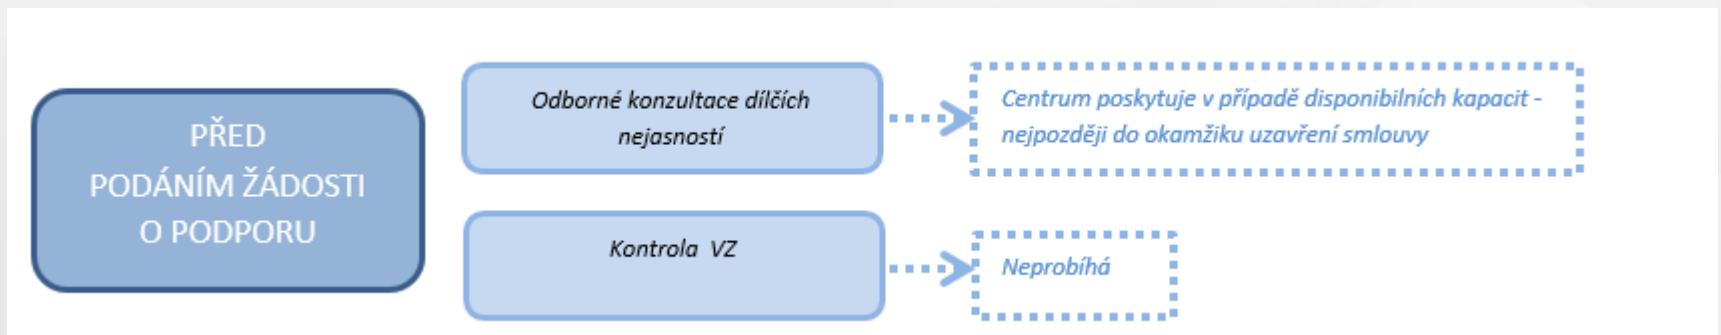 PŘED
PODÁNÍM ŽÁDOSTI
O PODPORU
Odborné konzultace dílčích
nejasností
Centrum poskytuje v případě disponibilních kapacit -
nejpozději do okamžiku uzavření smlouvy
Kontrola VZ
Neprobíhá